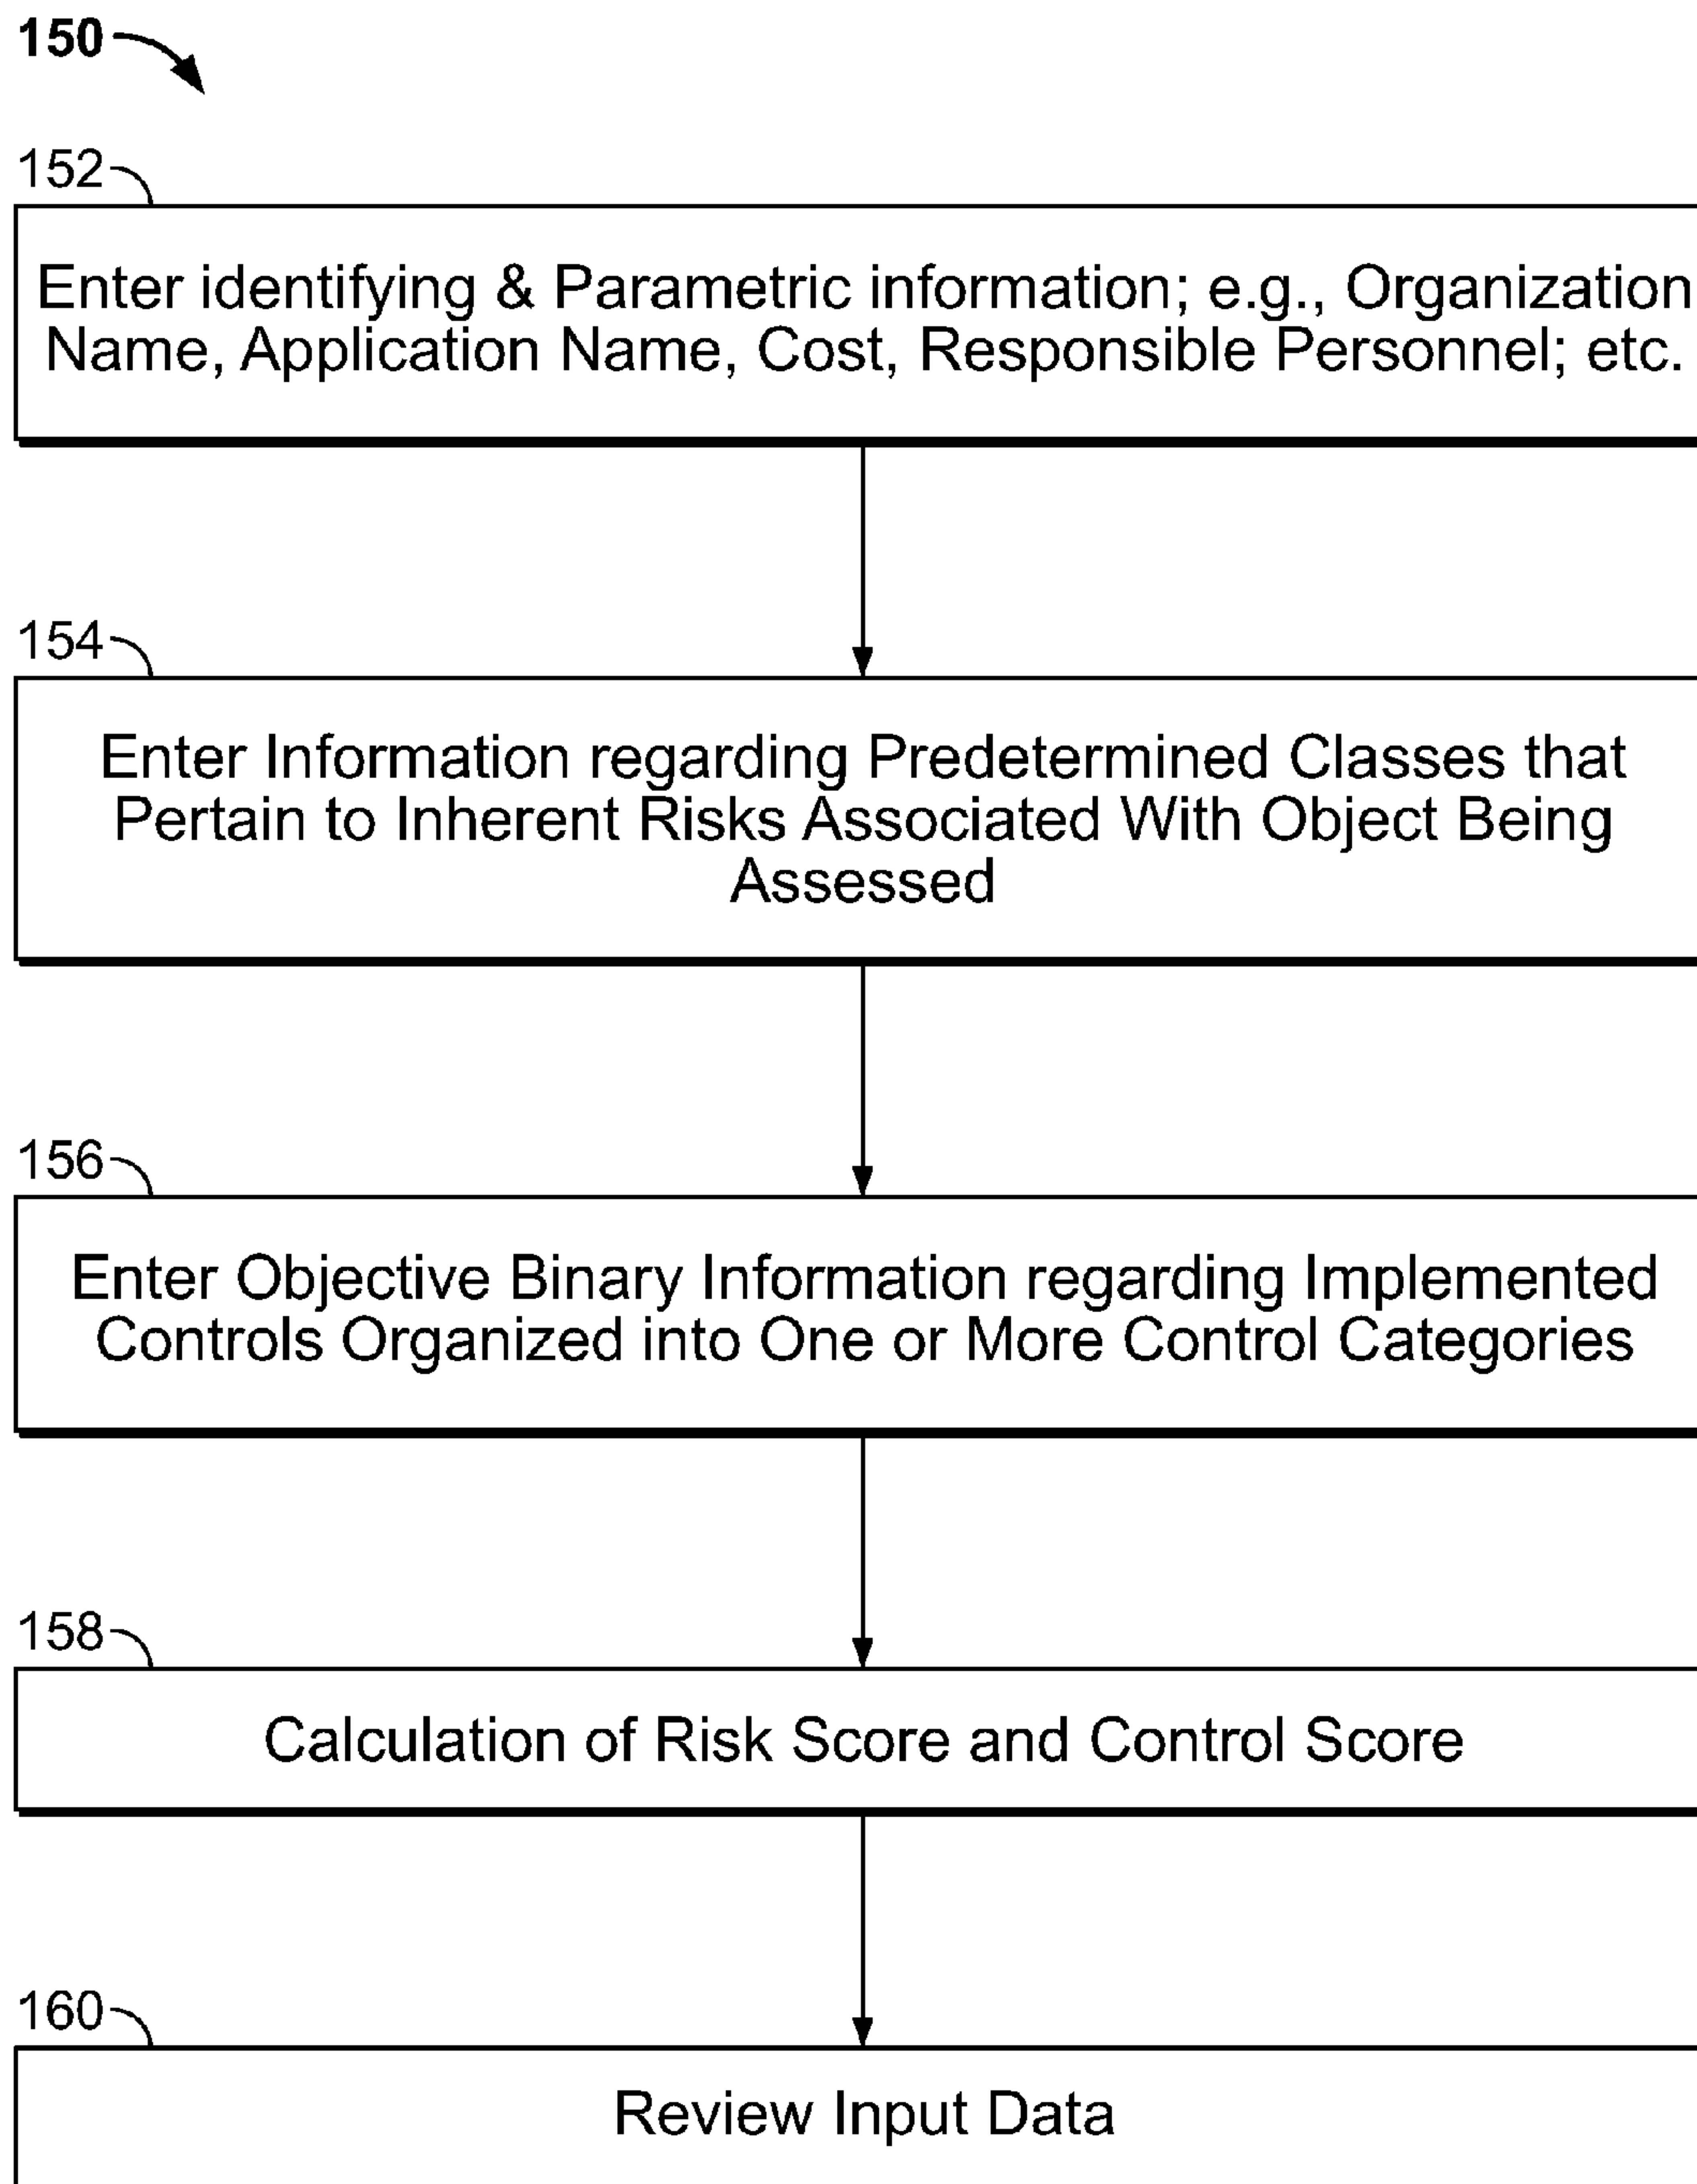 150
152
Enter identifying & Parametric information; e.g., Organization
Name, Application Name, Cost, Responsible Personnel; etc.
154
Enter Information regarding Predetermined Classes that
Pertain to Inherent Risks Associated With Object Being
Assessed
156
Enter Objective Binary Information regarding Implemented
Controls Organized into One or More Control Categories
158
Calculation of Risk Score and Control Score
160
Review Input Data